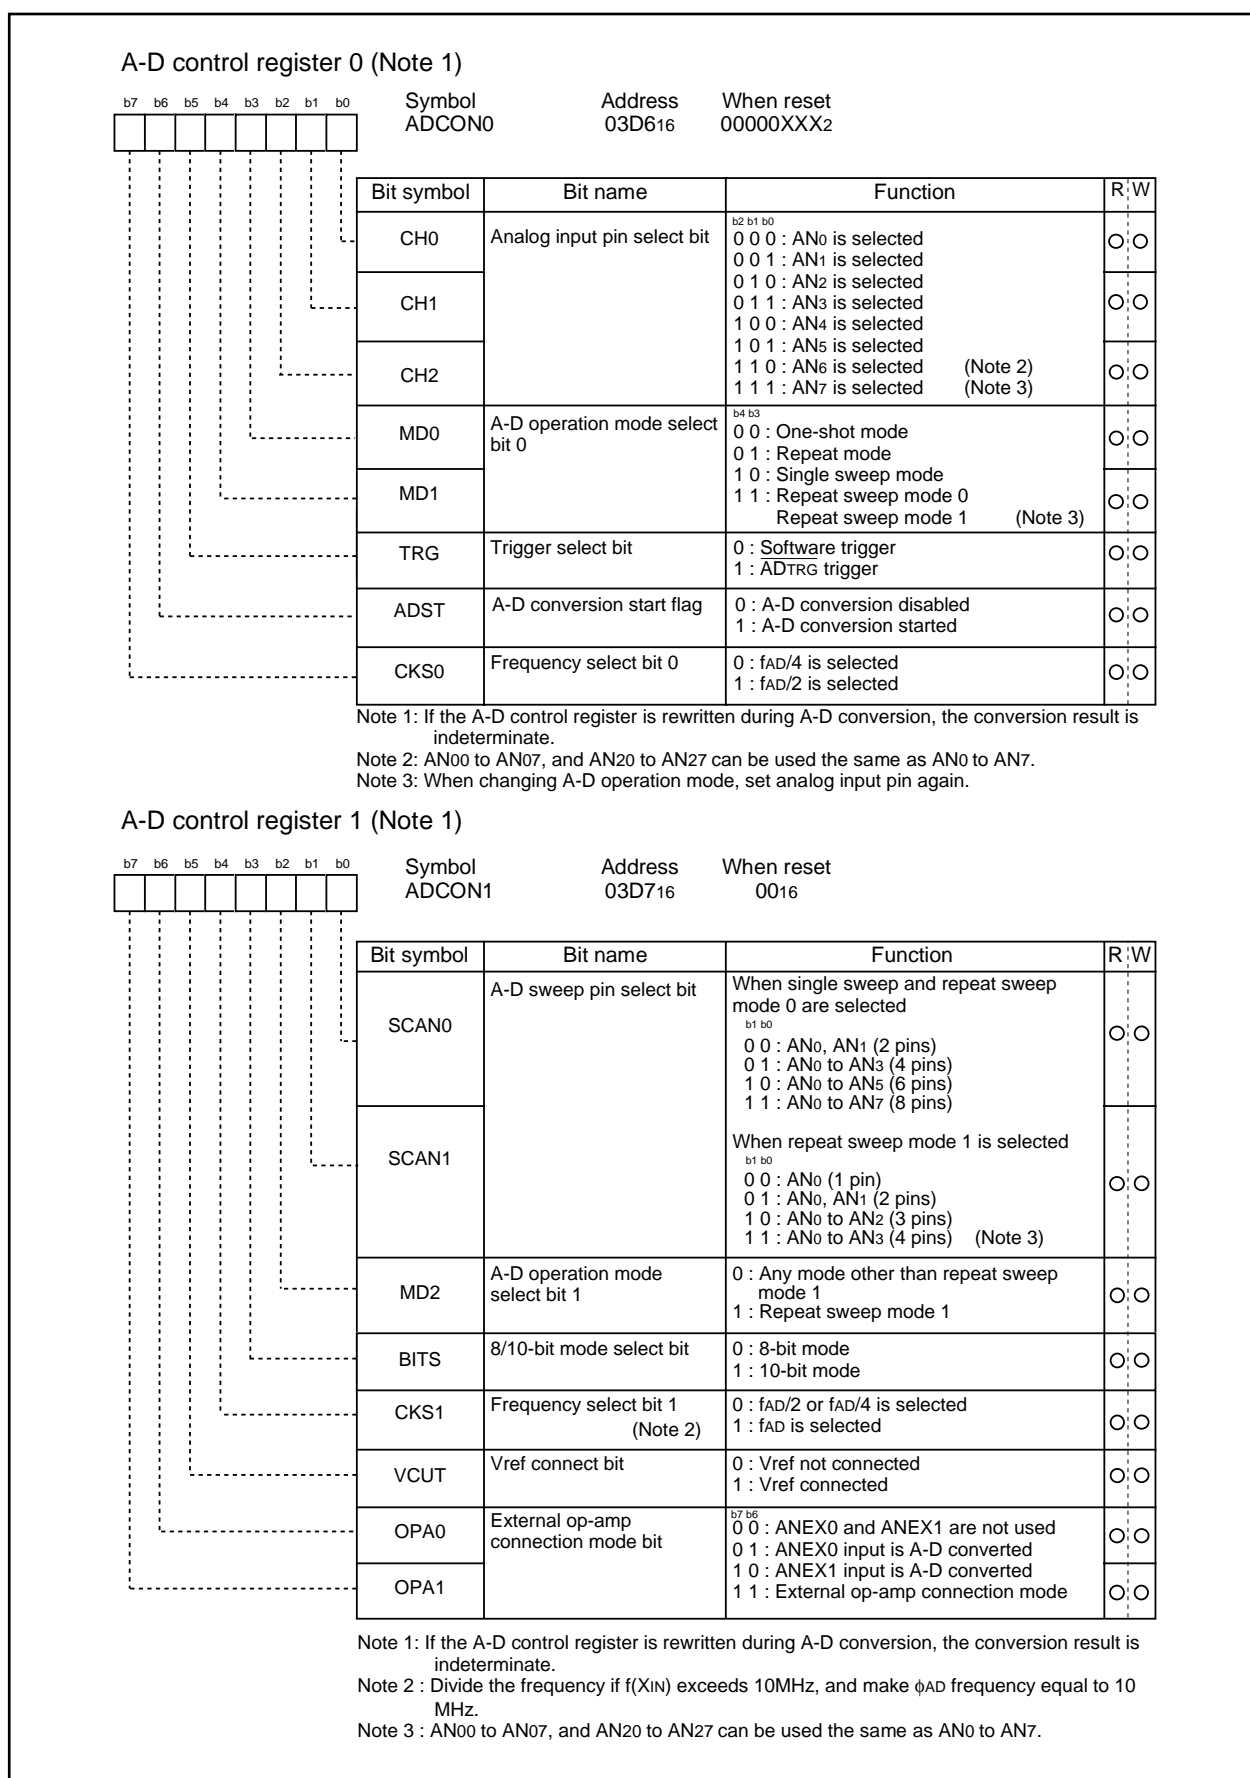 A-D control register 0 (Note 1)
b7 b6 b5 b4 b3 b2 b1 b0
Symbol Address When reset
ADCON0 03D616 00000XXX2
Bit symbol Bit name Function R W
CH0 Analog input pin select bit
b2 b1 b0
0 0 0 : AN0 is selected
0 0 1 : AN1 is selected
0 1 0 : AN2 is selected
CH1
0 1 1 : AN3 is selected
1 0 0 : AN4 is selected
1 0 1 : AN5 is selected
CH2
1 1 0 : AN6 is selected (Note 2)
1 1 1 : AN7 is selected (Note 3)
MD0 A-D operation mode select
bit 0
b4 b3
0 0 : One-shot mode
0 1 : Repeat mode
MD1
1 0 : Single sweep mode
1 1 : Repeat sweep mode 0
Repeat sweep mode 1 (Note 3)
TRG Trigger select bit
0 : Software trigger
1 : ADTRG trigger
ADST A-D conversion start flag
0 : A-D conversion disabled
1 : A-D conversion started
CKS0 Frequency select bit 0
0 : fAD/4 is selected
1 : fAD/2 is selected
Note 1: If the A-D control register is rewritten during A-D conversion, the conversion result is
indeterminate.
Note 2: AN00 to AN07, and AN20 to AN27 can be used the same as AN0 to AN7.
Note 3: When changing A-D operation mode, set analog input pin again.
A-D control register 1 (Note 1)
b7 b6 b5 b4 b3 b2 b1 b0
Symbol Address When reset
ADCON1 03D716 0016
Bit symbol Bit name Function R W
SCAN0 A-D sweep pin select bit
When single sweep and repeat sweep
mode 0 are selected
b1 b0
0 0 : AN0, AN1 (2 pins)
0 1 : AN0 to AN3 (4 pins)
1 0 : AN0 to AN5 (6 pins)
1 1 : AN0 to AN7 (8 pins)
SCAN1
When repeat sweep mode 1 is selected
b1 b0
0 0 : AN0 (1 pin)
0 1 : AN0, AN1 (2 pins)
1 0 : AN0 to AN2 (3 pins)
1 1 : AN0 to AN3 (4 pins) (Note 3)
MD2 A-D operation mode
select bit 1
0 : Any mode other than repeat sweep
mode 1
1 : Repeat sweep mode 1
BITS 8/10-bit mode select bit
0 : 8-bit mode
1 : 10-bit mode
CKS1 Frequency select bit 1
(Note 2)
0 : fAD/2 or fAD/4 is selected
1 : fAD is selected
VCUT Vref connect bit
0 : Vref not connected
1 : Vref connected
OPA0 External op-amp
connection mode bit
b7 b6
0 0 : ANEX0 and ANEX1 are not used
0 1 : ANEX0 input is A-D converted
OPA1
1 0 : ANEX1 input is A-D converted
1 1 : External op-amp connection mode
Note 1: If the A-D control register is rewritten during A-D conversion, the conversion result is
indeterminate.
Note 2 : Divide the frequency if f(XIN) exceeds 10MHz, and make ϕAD frequency equal to 10
MHz.
Note 3 : AN00 to AN07, and AN20 to AN27 can be used the same as AN0 to AN7.